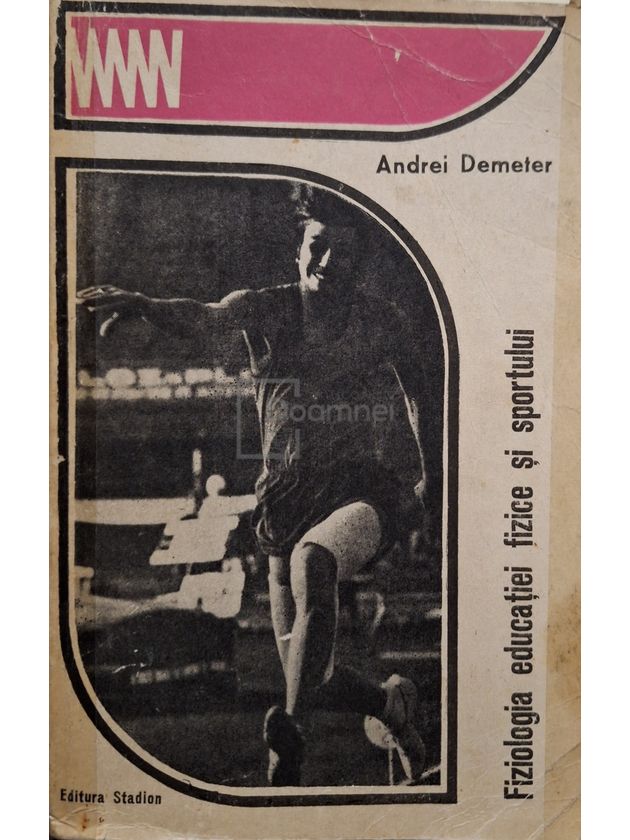 Andrei Demeter
Fiziologia educației fizice și sportului
Editura Stadion